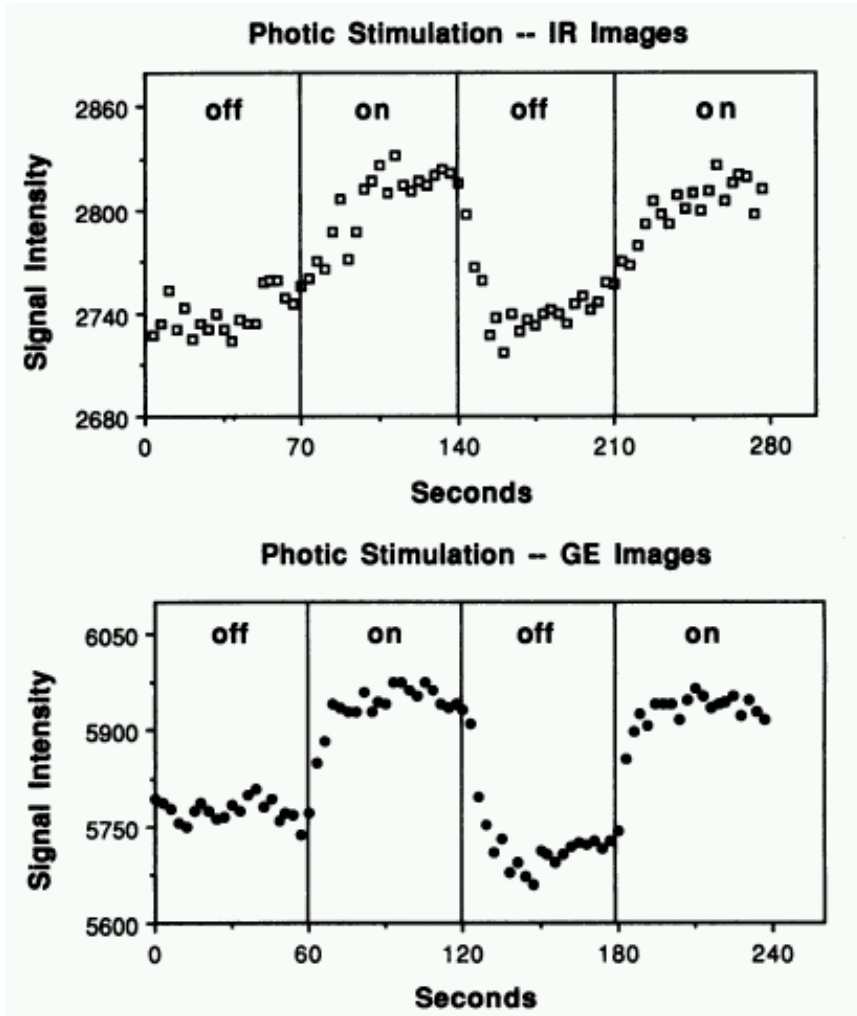 Photic Stimulation -- IR Images
off on off on
2860
2800
2740
2680
Signal Intensity
0 70 140 210 280
Seconds
Photic Stimulation -- GE Images
off on off on
6050
5900
5750
5600
Signal Intensity
0 60 120 180 240
Seconds